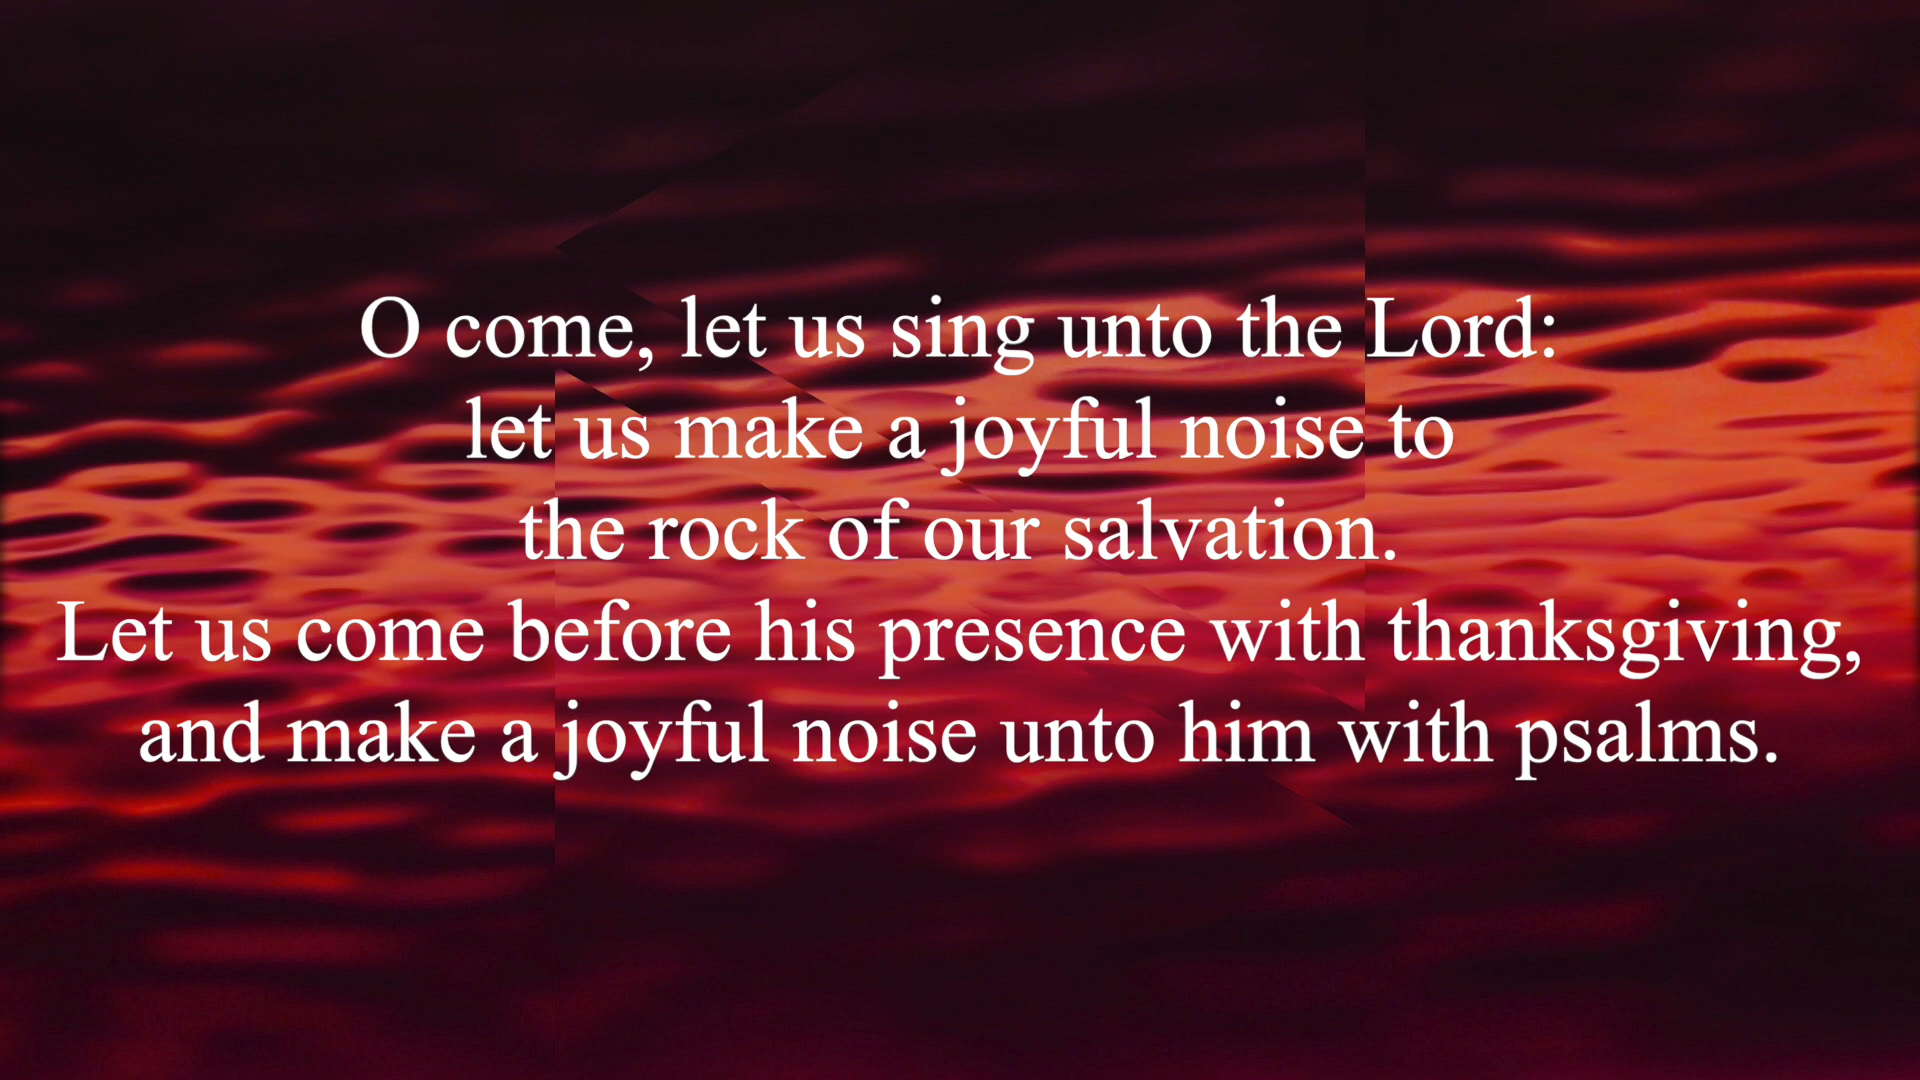 O come, let us sing unto the Lord:
let us make a joyful noise to
the rock of our salvation.
Let us come before his presence with thanksgiving,
and make a joyful noise unto him with psalms.